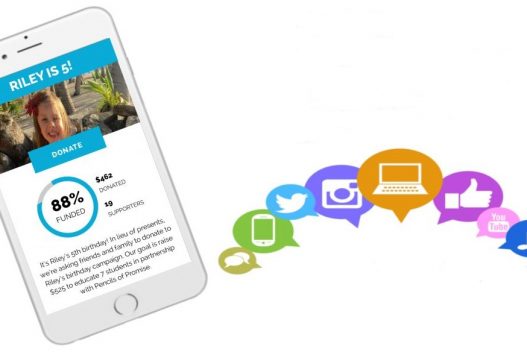 RILEY IS 5!
DONATE
88%
FUNDED
$462
DONATED
19
SUPPORTERS
It's Riley's 5th birthday! In lieu of presents,
we're asking friends and family to donate to
Riley's birthday campaign. Our goal is raise
$525 to educate 7 students in partnership
with Pencils of Promise.
You
Tube